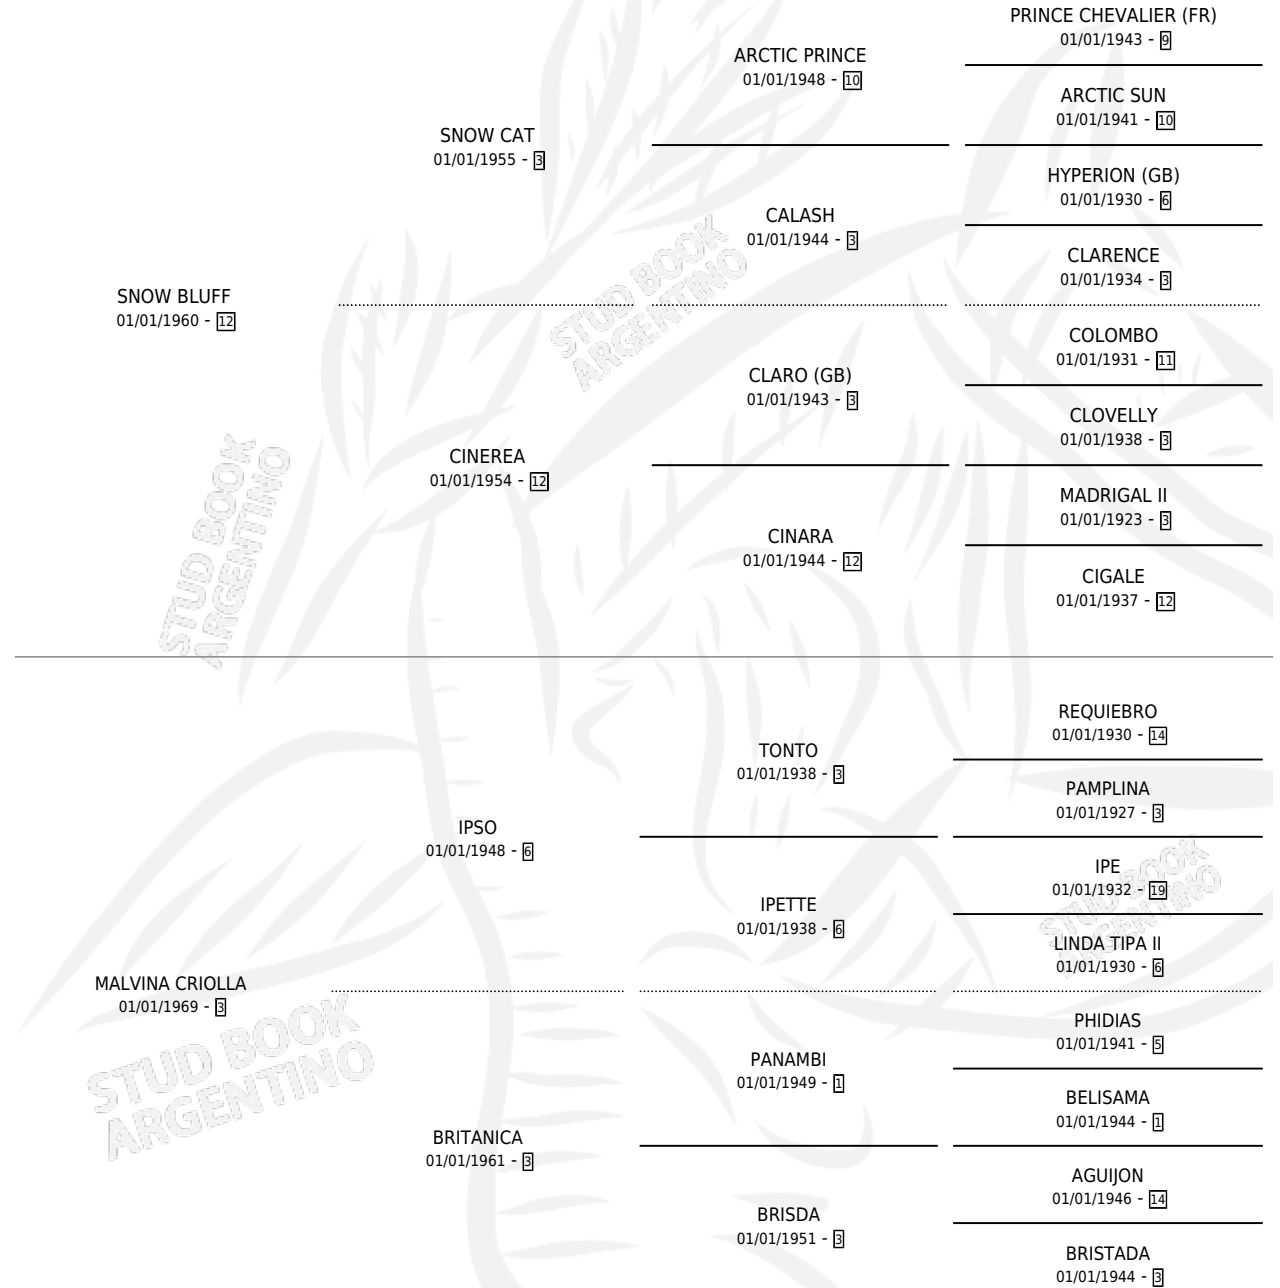 PRINCE CHEVALIER (FR)
01/01/1943 - 9
ARCTIC PRINCE
01/01/1948 - 10
ARCTIC SUN
01/01/1941 - 10
SNOW CAT
01/01/1955 - 3
HYPERION (GB)
01/01/1930 - 6
CALASH
01/01/1944 - 3
CLARENCE
01/01/1934 - 3
SNOW BLUFF
01/01/1960 - 12
COLOMBO
01/01/1931 - 11
CLARO (GB)
01/01/1943 - 3
CLOVELLY
01/01/1938 - 3
CINEREA
01/01/1954 - 12
MADRIGAL II
01/01/1923 - 3
CINARA
01/01/1944 - 12
CIGALE
01/01/1937 - 12
REQUIEBRO
01/01/1930 - 14
TONTO
01/01/1938 - 3
PAMPLINA
01/01/1927 - 3
IPSO
01/01/1948 - 6
IPE
01/01/1932 - 19
IPETTE
01/01/1938 - 6
LINDA TIPA II
01/01/1930 - 6
MALVINA CRIOLLA
01/01/1969 - 3
PHIDIAS
01/01/1941 - 5
PANAMBI
01/01/1949 - 1
BELISAMA
01/01/1944 - 1
BRITANICA
01/01/1961 - 3
AGUIJON
01/01/1946 - 14
BRISDA
01/01/1951 - 3
BRISTADA
01/01/1944 - 3
STUD BOOK
ARGENTINO
STUD BOOK
ARGENTINO
STUD BOOK
ARGENTINO
STUD BOOK
ARGENTINO